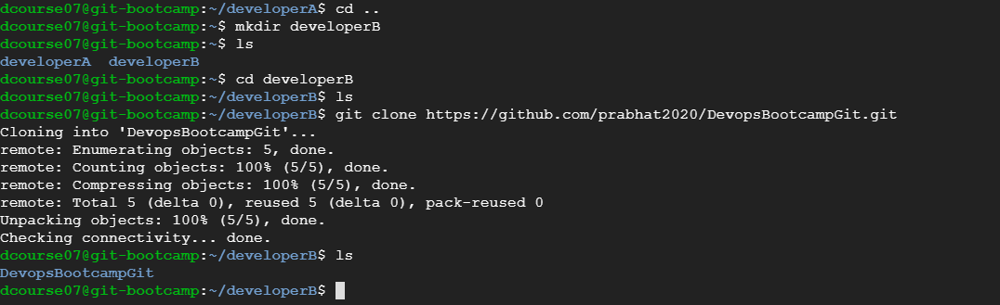 dcourse07@git-bootcamp:~/developerA$ cd ..
dcourse07@git-bootcamp:~$ mkdir developerB
dcourse07@git-bootcamp:~$ ls
developerA  developerB
dcourse07@git-bootcamp:~$ cd developerB
dcourse07@git-bootcamp:~/developerB$ ls
dcourse07@git-bootcamp:~/developerB$ git clone https://github.com/prabhat2020/DevopsBootcampGit.git
Cloning into 'DevopsBootcampGit'...
remote: Enumerating objects: 5, done.
remote: Counting objects: 100% (5/5), done.
remote: Compressing objects: 100% (5/5), done.
remote: Total 5 (delta 0), reused 5 (delta 0), pack-reused 0
Unpacking objects: 100% (5/5), done.
Checking connectivity... done.
dcourse07@git-bootcamp:~/developerB$ ls
DevopsBootcampGit
dcourse07@git-bootcamp:~/developerB$